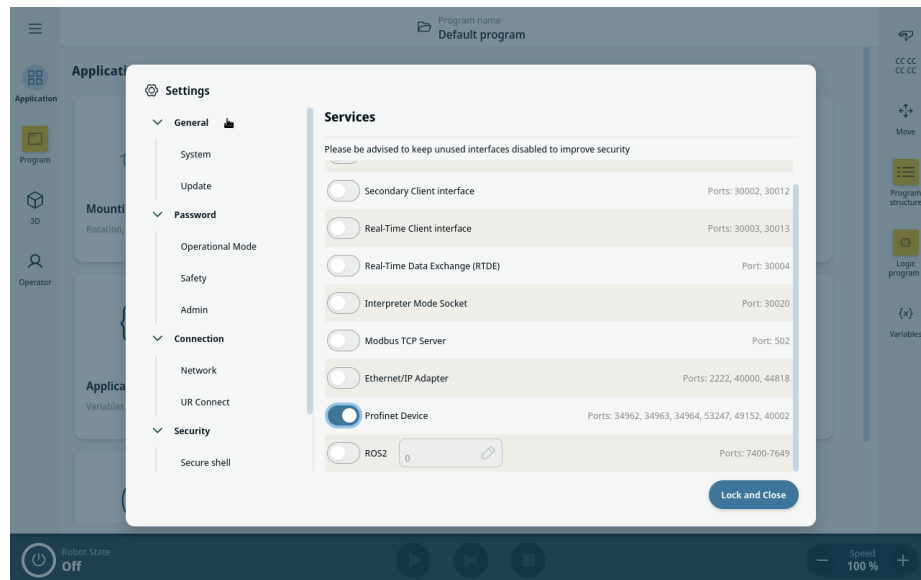 Program name
Default program
Applicati
Application
Program
3D
Operator
Mounti
Rotation,
Applica
Variables
Settings
General
System
Update
Password
Operational Mode
Safety
Admin
Connection
Network
UR Connect
Security
Secure shell
Services
Please be advised to keep unused interfaces disabled to improve security
Secondary Client interface
Ports: 30002, 30012
Real-Time Client interface
Ports: 30003, 30013
Real-Time Data Exchange (RTDE)
Port: 30004
Interpreter Mode Socket
Port: 30020
Modbus TCP Server
Port: 502
Ethernet/IP Adapter
Ports: 2222, 40000, 44818
Profinet Device
Ports: 34962, 34963, 34964, 53247, 49152, 40002
ROS2
0
Ports: 7400-7649
Lock and Close
CC CC
CC CC
Move
Program
structure
Logic
program
{x}
Variables
Robot State
Off
Speed
100 %